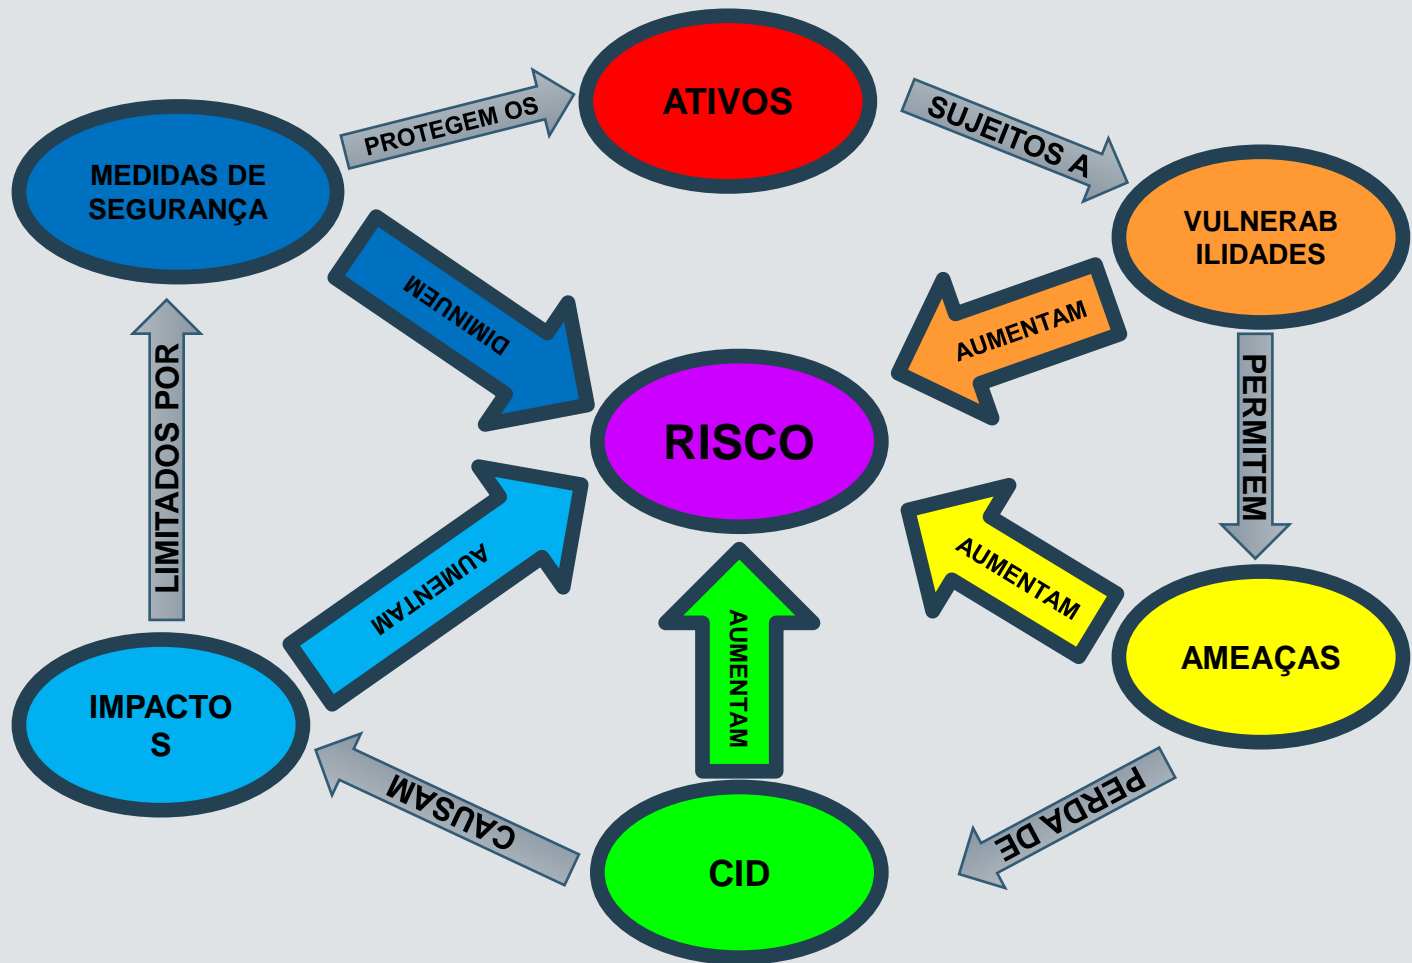 ATIVOS
PROTEGEM OS
SUJEITOS A
MEDIDAS DE
SEGURANÇA
VULNERAB
ILIDADES
DIMINUEM
AUMENTAM
LIMITADOS POR
RISCO
PERMITEM
AUMENTAM
AUMENTAM
AUMENTAM
IMPACTO
S
AMEAÇAS
CAUSAM
PERDA DE
CID